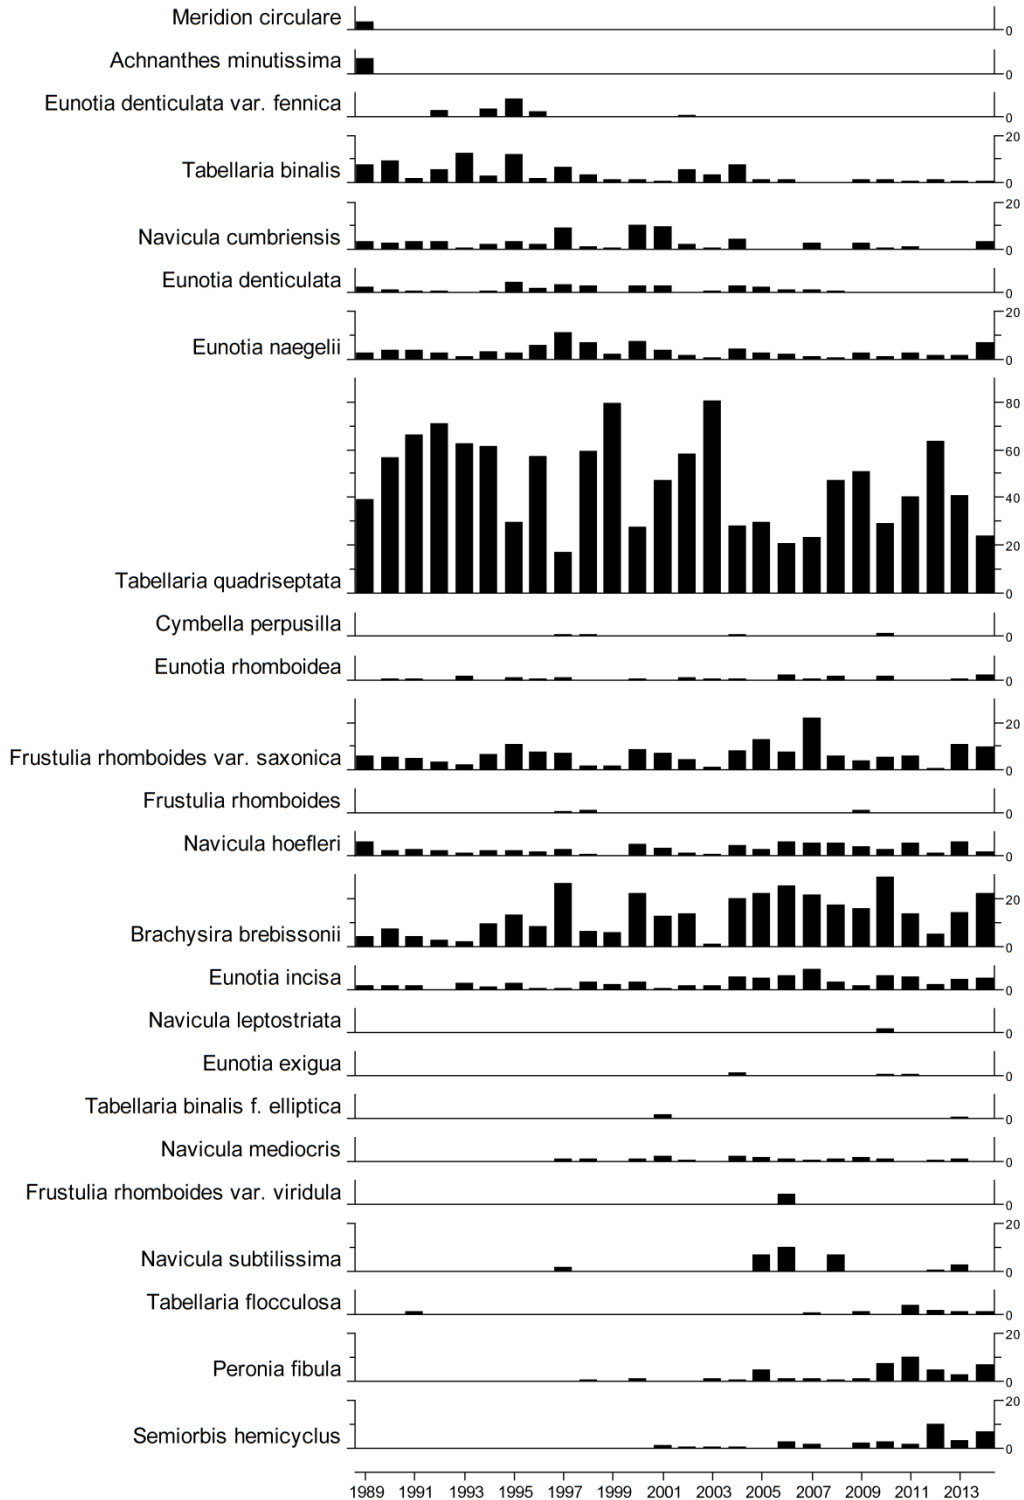 Meridion circulare
0
Achnanthes minutissima
0
Eunotia denticulata var. fennica
0
20
Tabellaria binalis
0
20
Navicula cumbriensis
0
Eunotia denticulata
0
20
Eunotia naegelii
0
80
60
40
20
Tabellaria quadriseptata
0
Cymbella perpusilla
0
Eunotia rhomboidea
0
20
Frustulia rhomboides var. saxonica
0
Frustulia rhomboides
0
Navicula hoefleri
0
20
Brachysira brebissonii
0
Eunotia incisa
0
Navicula leptostriata
0
Eunotia exigua
0
Tabellaria binalis f. elliptica
0
Navicula mediocris
0
Frustulia rhomboides var. viridula
0
20
Navicula subtilissima
0
Tabellaria flocculosa
0
20
Peronia fibula
0
20
Semiorbis hemicyclus
0
1989 1991 1993 1995 1997 1999 2001 2003 2005 2007 2009 2011 2013